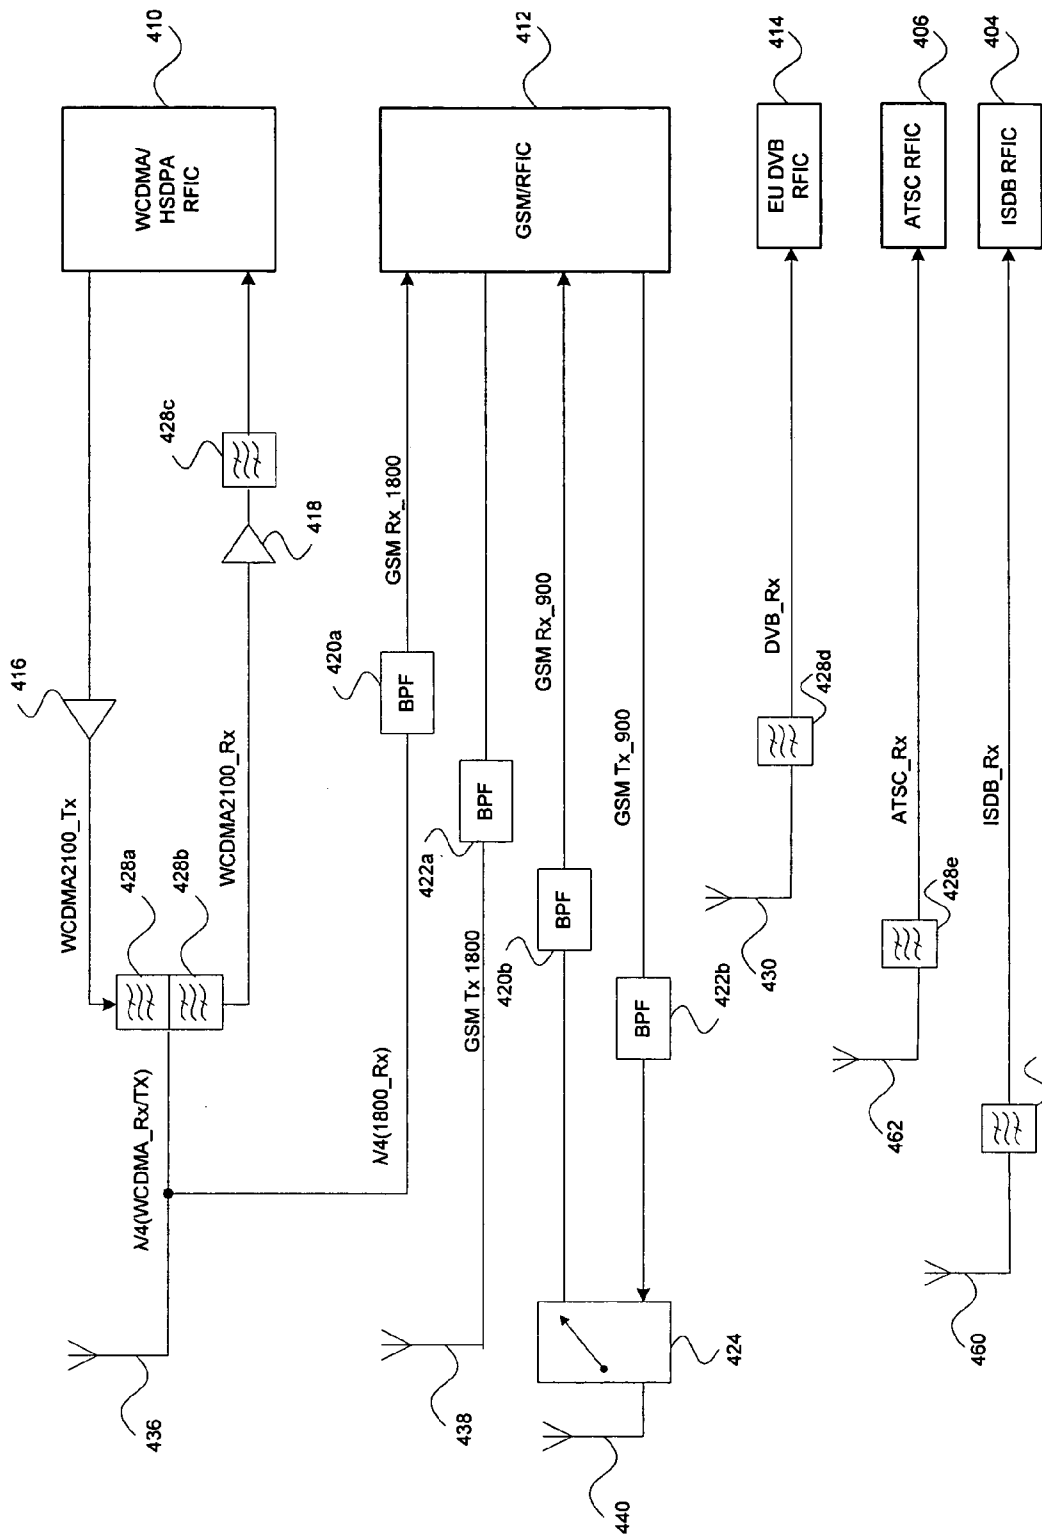 410
WCDMA/
HSDPA
RFIC
416
WCDMA2100_Tx
428a
428b
WCDMA2100_Rx
418
428c
λ/4(WCDMA_Rx/TX)
λ/4(1800_Rx)
436
412
GSM/RFIC
GSM Rx_1800
420a
BPF
BPF
422a
GSM Tx 1800
438
GSM Rx_900
BPF
420b
GSM Tx_900
BPF
422b
424
440
414
EU DVB
RFIC
DVB_Rx
428d
430
406
ATSC RFIC
ATSC_Rx
428e
462
404
ISDB RFIC
ISDB_Rx
460